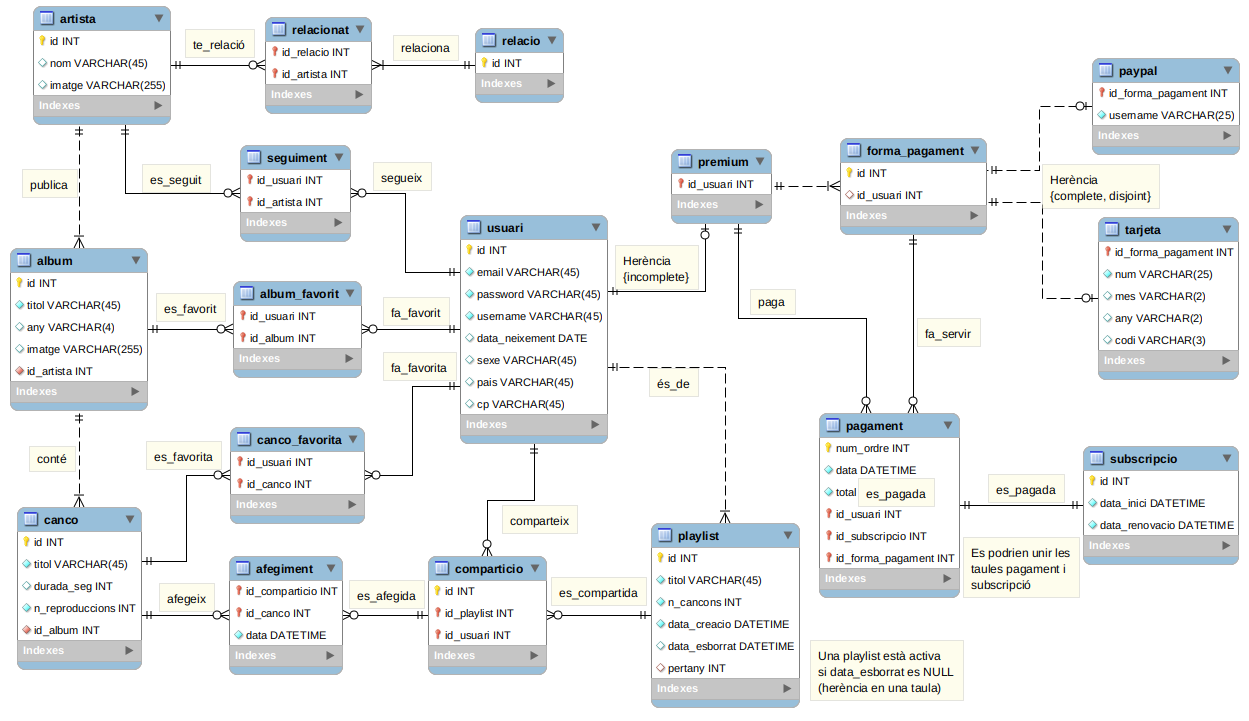 artista
id INT
nom VARCHAR(45)
imatge VARCHAR(255)
Indexes
te_relació
relacionat
id_relacio INT
id_artista INT
Indexes
relaciona
relacio
id INT
Indexes
paypal
id_forma_pagament INT
username VARCHAR(25)
Indexes
publica
es_seguit
seguiment
id_usuari INT
id_artista INT
Indexes
segueix
premium
id_usuari INT
Indexes
forma_pagament
id INT
id_usuari INT
Indexes
Herència
{complete, disjoint}
tarjeta
id_forma_pagament INT
num VARCHAR(25)
mes VARCHAR(2)
any VARCHAR(2)
codi VARCHAR(3)
Indexes
album
id INT
titol VARCHAR(45)
any VARCHAR(4)
imatge VARCHAR(255)
id_artista INT
Indexes
es_favorit
album_favorit
id_usuari INT
id_album INT
Indexes
fa_favorit
fa_favorita
usuari
id INT
email VARCHAR(45)
password VARCHAR(45)
username VARCHAR(45)
data_neixement DATE
sexe VARCHAR(45)
pais VARCHAR(45)
cp VARCHAR(45)
Indexes
Herència
{incomplete}
paga
fa_servir
és_de
conté
es_favorita
canco_favorita
id_usuari INT
id_canco INT
Indexes
comparteix
pagament
num_ordre INT
data DATETIME
total
es_pagada
id_usuari INT
id_subscripcio INT
id_forma_pagament INT
Indexes
es_pagada
subscripcio
id INT
data_inici DATETIME
data_renovacio DATETIME
Indexes
Es podrien unir les
taules pagament i
subscripció
canco
id INT
titol VARCHAR(45)
durada_seg INT
n_reproduccions INT
id_album INT
Indexes
afegeix
afegiment
id_comparticio INT
id_canco INT
data DATETIME
Indexes
es_afegida
comparticio
id INT
id_playlist INT
id_usuari INT
Indexes
es_compartida
playlist
id INT
titol VARCHAR(45)
n_cancons INT
data_creacio DATETIME
data_esborrat DATETIME
pertany INT
Indexes
Una playlist està activa
si data_esborrat es NULL
(herència en una taula)